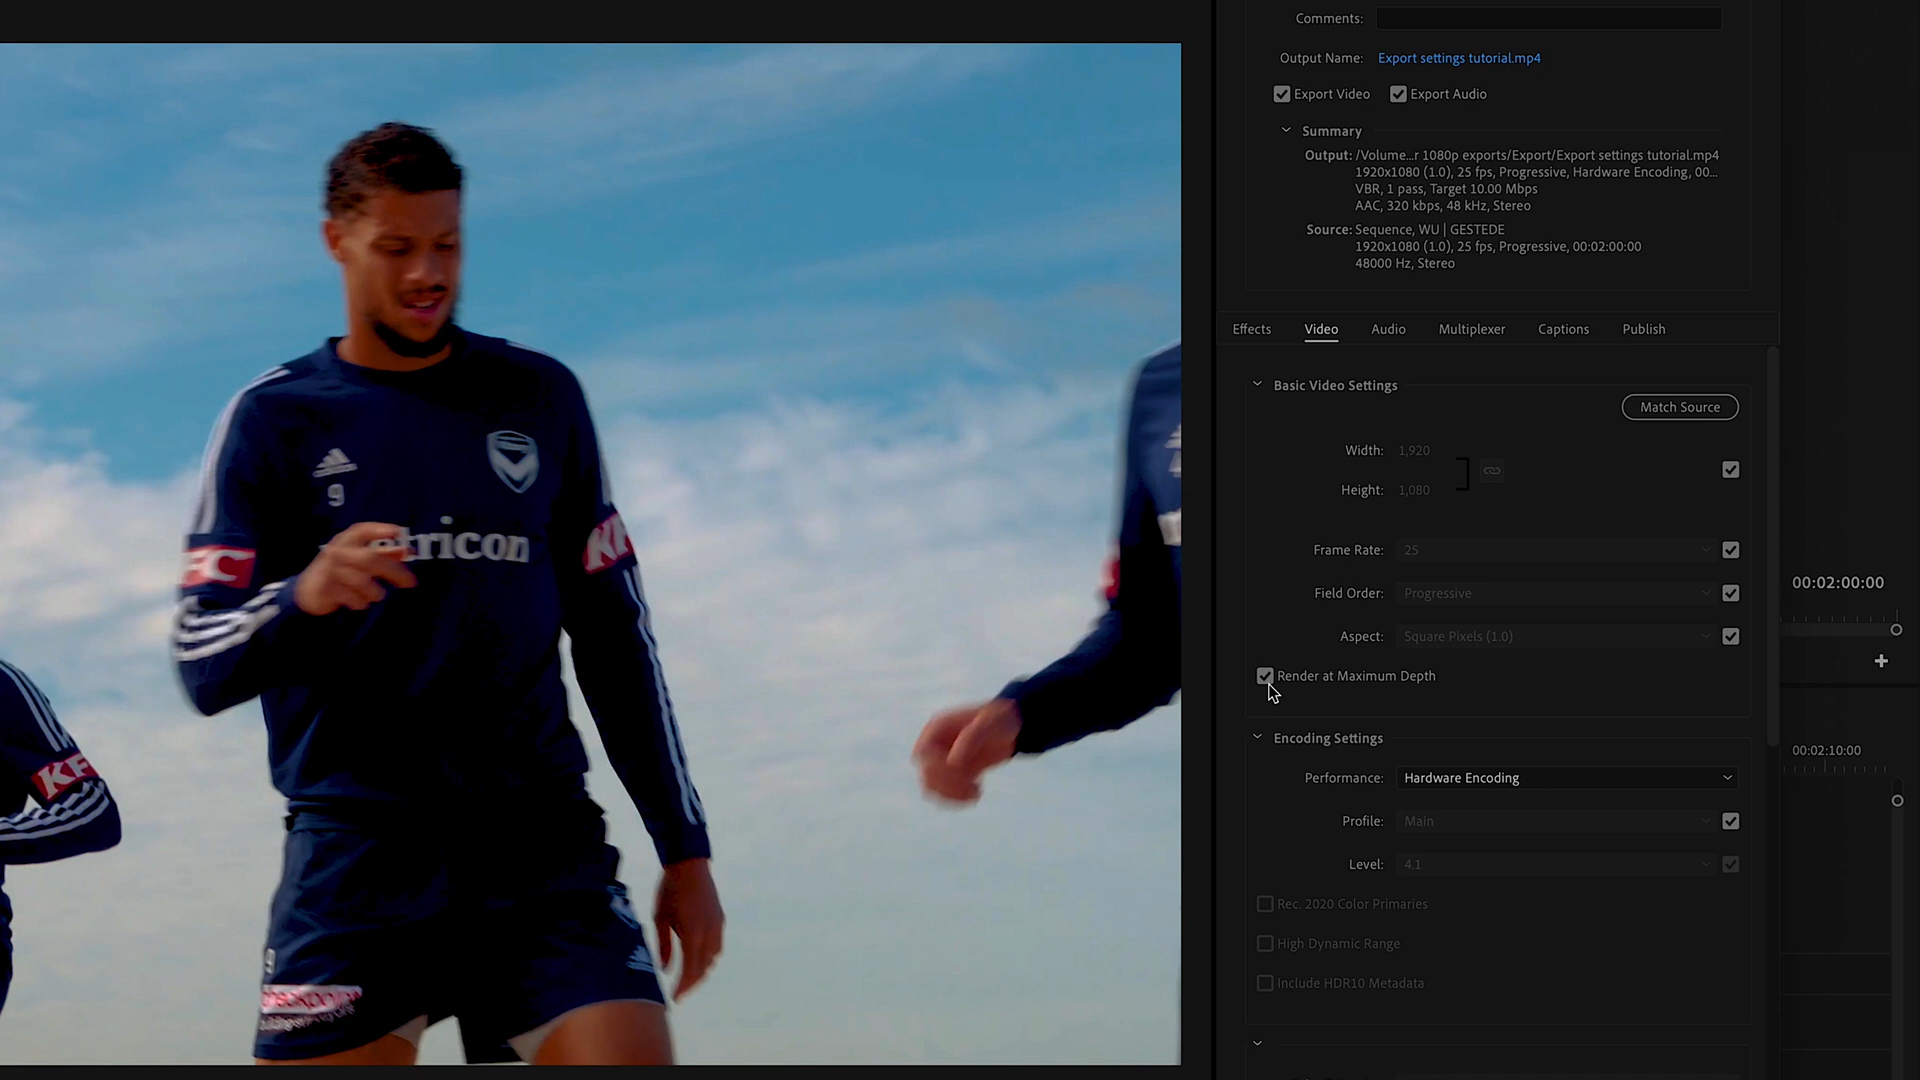 Comments:
Output Name: Export settings tutorial.mp4
Export Video Export Audio
Summary
Output: /Volume...r 1080p exports/Export/Export settings tutorial.mp4
1920x1080 (1.0), 25 fps, Progressive, Hardware Encoding, 00...
VBR, 1 pass, Target 10.00 Mbps
AAC, 320 kbps, 48 kHz, Stereo
Source: Sequence, WU | GESTEDE
1920x1080 (1.0), 25 fps, Progressive, 00:02:00:00
48000 Hz, Stereo
Effects Video Audio Multiplexer Captions Publish
Basic Video Settings
Match Source
Width: 1,920
Height: 1,080
Frame Rate: 25
Field Order: Progressive
Aspect: Square Pixels (1.0)
Render at Maximum Depth
Encoding Settings
Performance: Hardware Encoding
Profile: Main
Level: 4.1
Rec. 2020 Color Primaries
High Dynamic Range
Include HDR10 Metadata
00:02:00:00
00:02:10:00
9
tricon
FC
KF
KF
9